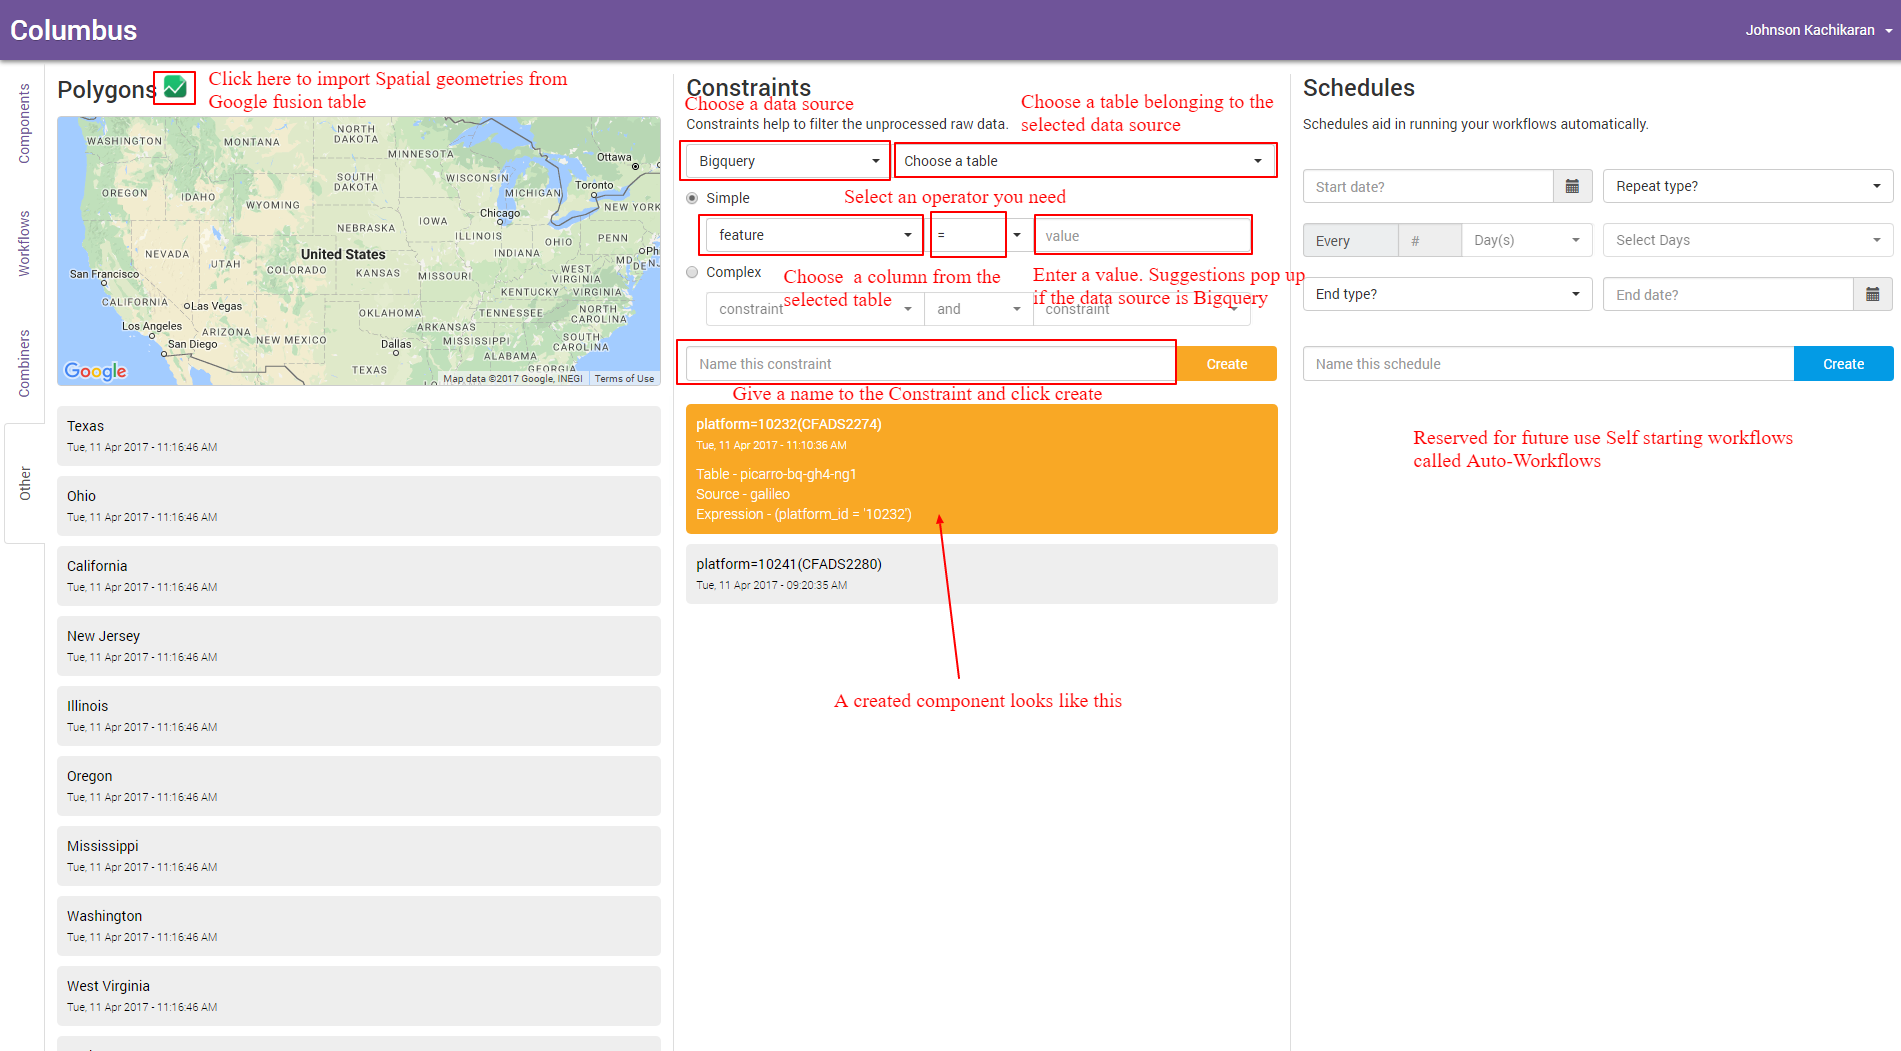 Columbus
Johnson Kachikaran
Components
Workflows
Combiners
Other
Polygons
Click here to import Spatial geometries from
Google fusion table
WASHINGTON
MONTANA
NORTH
DAKOTA
MINNESOTA
Ottawa
SOUTH
DAKOTA
WISCONSIN
MICHIGAN
Toronto
OREGON
IDAHO
WYOMING
NEW YORK
Chicago
IOWA
NEBRASKA
ILLINOIS
OHIO
PENN
INDIANA
NEVADA
United States
UTAH
COLORADO
KANSAS
MISSOURI
WEST
VIRGINIA
MD
DE
NJ
San Francisco
KENTUCKY
VIRGINIA
CALIFORNIA
Las Vegas
OKLAHOMA
TENNESSEE
NORTH
CAROLINA
Los Angeles
ARIZONA
NEW MEXICO
ARKANSAS
San Diego
Dallas
MISSISSIPPI
SOUTH
CAROLINA
ALABAMA
TEXAS
GEORGIA
Google
Map data ©2017 Google, INEGI
Terms of Use
Texas
Tue, 11 Apr 2017 - 11:16:46 AM
Ohio
Tue, 11 Apr 2017 - 11:16:46 AM
California
Tue, 11 Apr 2017 - 11:16:46 AM
New Jersey
Tue, 11 Apr 2017 - 11:16:46 AM
Illinois
Tue, 11 Apr 2017 - 11:16:46 AM
Oregon
Tue, 11 Apr 2017 - 11:16:46 AM
Mississippi
Tue, 11 Apr 2017 - 11:16:46 AM
Washington
Tue, 11 Apr 2017 - 11:16:46 AM
West Virginia
Tue, 11 Apr 2017 - 11:16:46 AM
Constraints
Choose a data source
Constraints help to filter the unprocessed raw data.
Choose a table belonging to the
selected data source
Bigquery
Choose a table
Simple
Select an operator you need
feature
=
value
Complex
Choose a column from the
selected table
Enter a value. Suggestions pop up
if the data source is Bigquery
constraint
and
constraint
Name this constraint
Create
Give a name to the Constraint and click create
platform=10232(CFADS2274)
Tue, 11 Apr 2017 - 11:10:36 AM
Table - picarro-bq-gh4-ng1
Source - galileo
Expression - (platform_id = '10232')
platform=10241(CFADS2280)
Tue, 11 Apr 2017 - 09:20:35 AM
A created component looks like this
Schedules
Schedules aid in running your workflows automatically.
Start date?
Repeat type?
Every
#
Day(s)
Select Days
End type?
End date?
Name this schedule
Create
Reserved for future use Self starting workflows
called Auto-Workflows